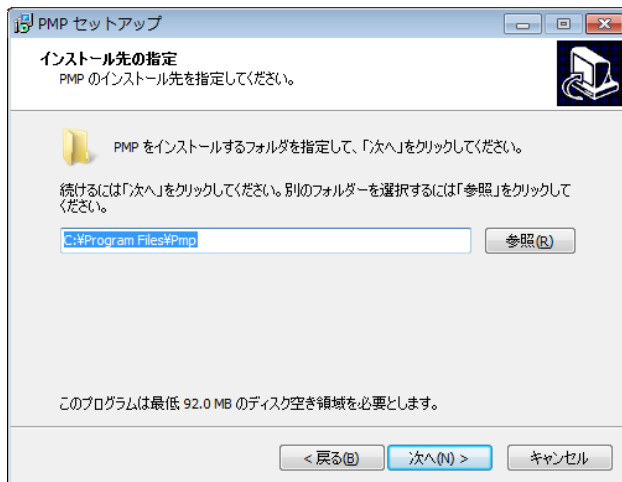 PMP セットアップ
インストール先の指定
PMP のインストール先を指定してください。
PMP をインストールするフォルダを指定して、「次へ」をクリックしてください。
続けるには「次へ」をクリックしてください。別のフォルダーを選択するには「参照」をクリックして
ください。
C:¥Program Files¥Pmp
参照(R)
このプログラムは最低 92.0 MB のディスク空き領域を必要とします。
< 戻る(B)
次へ(N) >
キャンセル